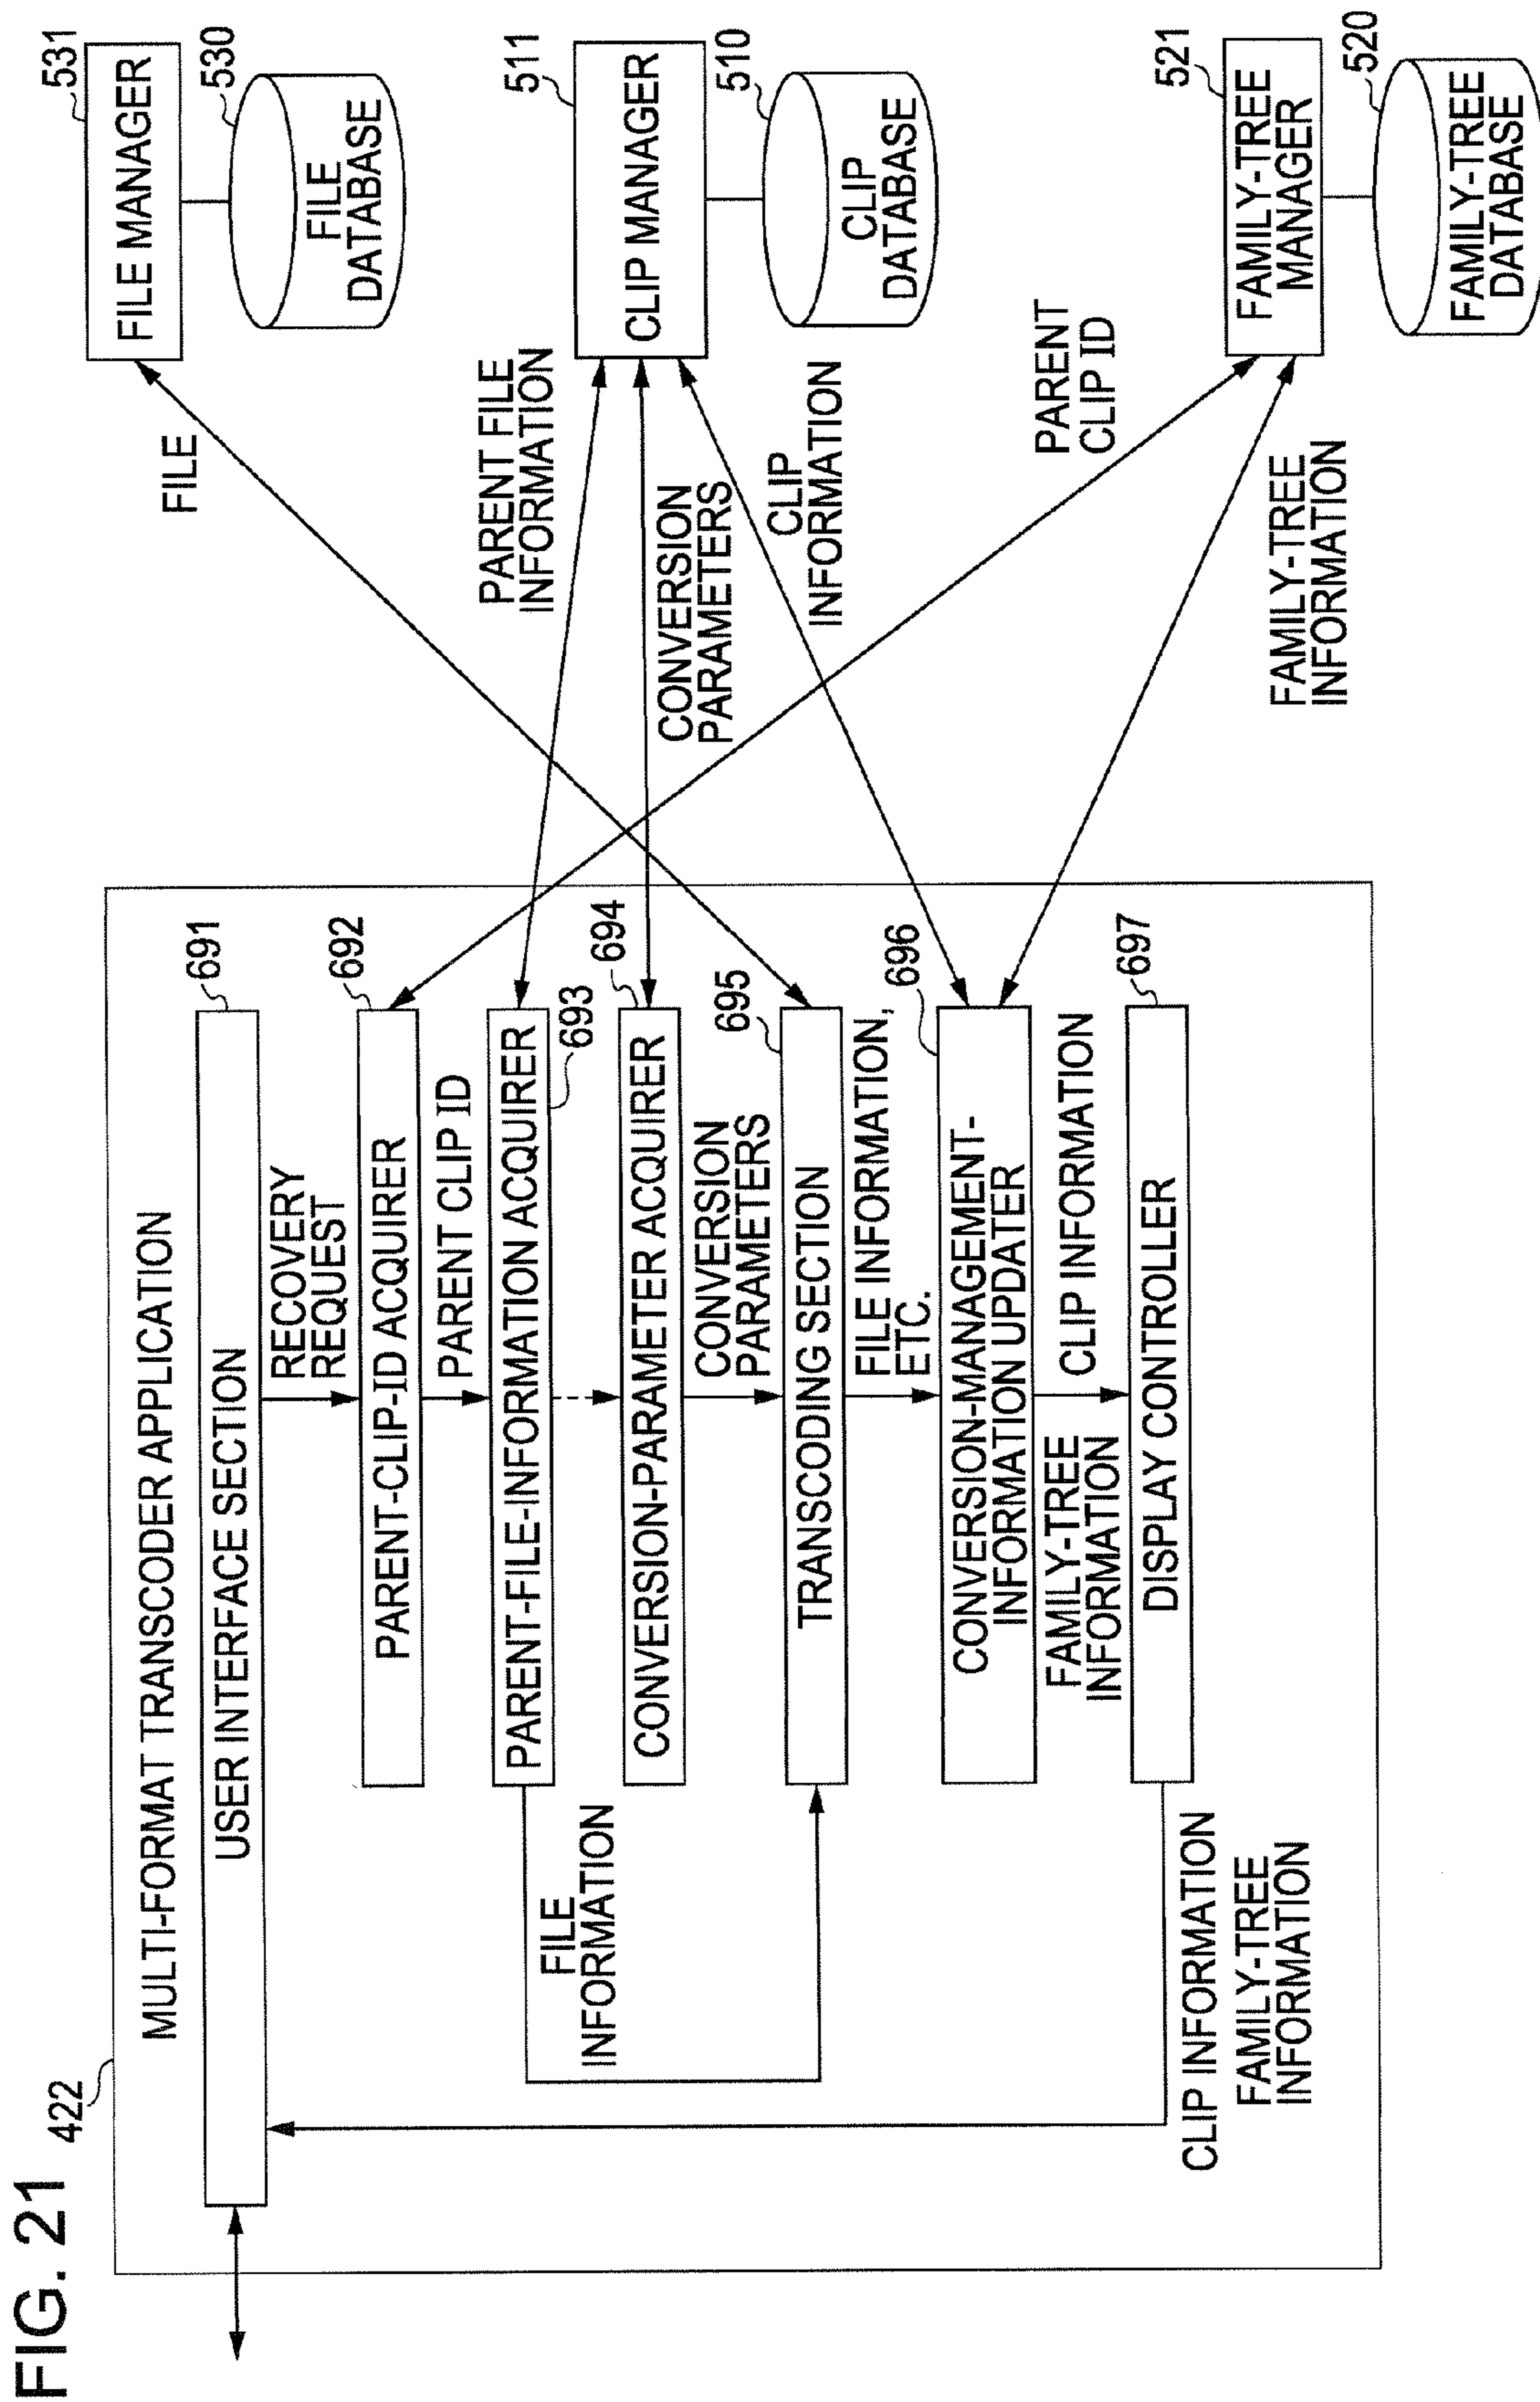 FIG. 21
422
MULTI-FORMAT TRANSCODER APPLICATION
691
USER INTERFACE SECTION
RECOVERY
REQUEST
692
PARENT-CLIP-ID ACQUIRER
PARENT CLIP ID
PARENT-FILE-INFORMATION ACQUIRER
693
FILE
INFORMATION
694
CONVERSION-PARAMETER ACQUIRER
CONVERSION
PARAMETERS
695
TRANSCODING SECTION
FILE INFORMATION,
ETC.
696
CONVERSION-MANAGEMENT-
INFORMATION UPDATER
FAMILY-TREE
INFORMATION
CLIP INFORMATION
697
DISPLAY CONTROLLER
CLIP INFORMATION
FAMILY-TREE
INFORMATION
FILE
PARENT FILE
INFORMATION
CONVERSION
PARAMETERS
CLIP
INFORMATION
PARENT
CLIP ID
FAMILY-TREE
INFORMATION
531
FILE MANAGER
530
FILE
DATABASE
511
CLIP MANAGER
510
CLIP
DATABASE
521
FAMILY-TREE
MANAGER
520
FAMILY-TREE
DATABASE